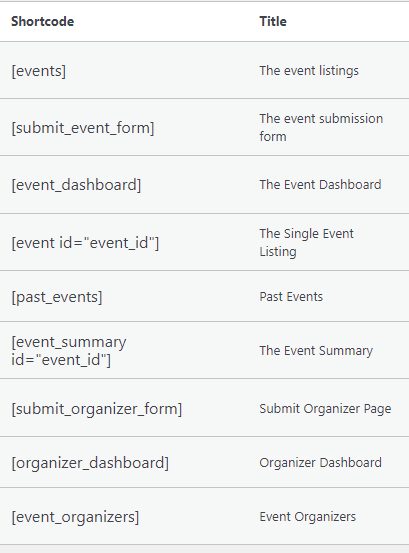 Shortcode Title
[events] The event listings
[submit_event_form] The event submission
form
[event_dashboard] The Event Dashboard
[event id="event_id"] The Single Event
Listing
[past_events] Past Events
[event_summary
id="event_id"] The Event Summary
[submit_organizer_form] Submit Organizer Page
[organizer_dashboard] Organizer Dashboard
[event_organizers] Event Organizers